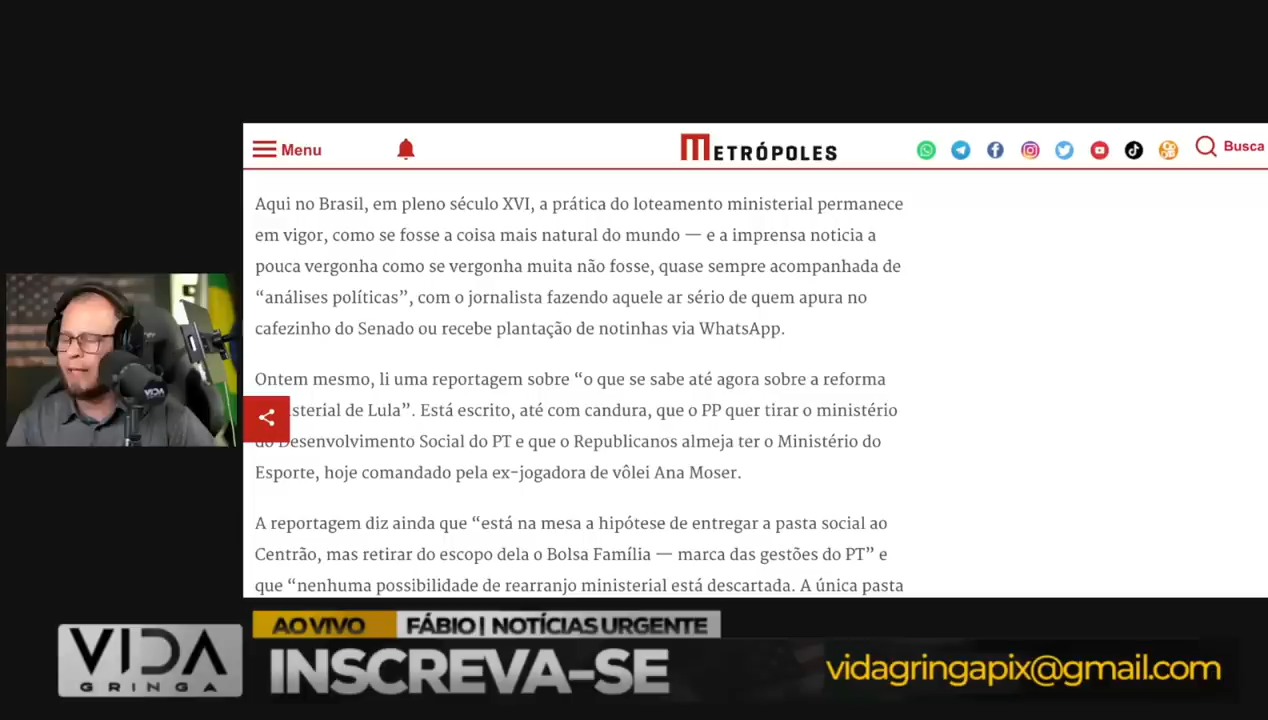 Menu
METRÓPOLES
Busca
Aqui no Brasil, em pleno século XVI, a prática do loteamento ministerial permanece
em vigor, como se fosse a coisa mais natural do mundo — e a imprensa noticia a
pouca vergonha como se vergonha muita não fosse, quase sempre acompanhada de
“análises políticas”, com o jornalista fazendo aquele ar sério de quem apura no
cafezinho do Senado ou recebe plantação de notinhas via WhatsApp.
Ontem mesmo, li uma reportagem sobre “o que se sabe até agora sobre a reforma
isterial de Lula”. Está escrito, até com candura, que o PP quer tirar o ministério
do Desenvolvimento Social do PT e que o Republicanos almeja ter o Ministério do
Esporte, hoje comandado pela ex-jogadora de vôlei Ana Moser.
A reportagem diz ainda que “está na mesa a hipótese de entregar a pasta social ao
Centrão, mas retirar do escopo dela o Bolsa Família — marca das gestões do PT” e
que “nenhuma possibilidade de rearranjo ministerial está descartada. A única pasta
VIDA
AO VIVO FÁBIO | NOTÍCIAS URGENTE
VIDA
GRINGA
INSCREVA-SE
vidagringapix@gmail.com